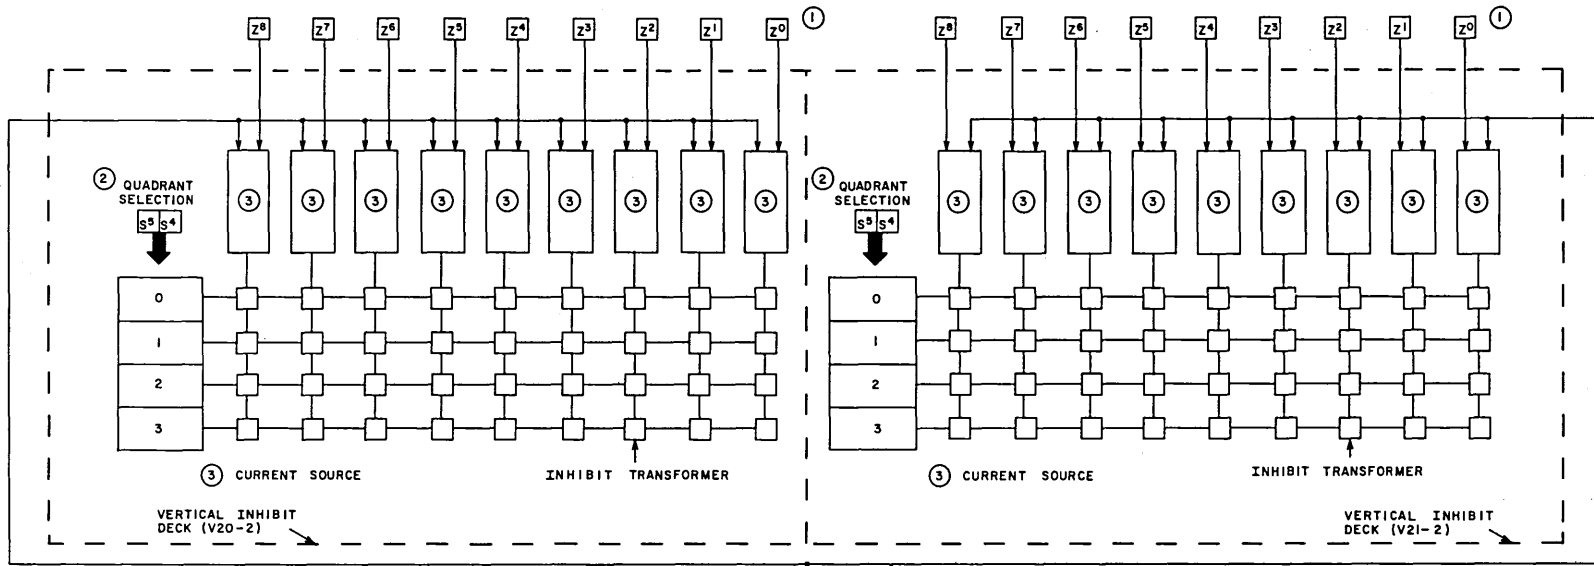 Z⁸ Z⁷ Z⁶ Z⁵ Z⁴ Z³ Z² Z¹ Z⁰ ①
Z⁸ Z⁷ Z⁶ Z⁵ Z⁴ Z³ Z² Z¹ Z⁰ ①
② QUADRANT
SELECTION
S⁵ S⁴
③ ③ ③ ③ ③ ③ ③ ③ ③
0
1
2
3
③ CURRENT SOURCE
INHIBIT TRANSFORMER
VERTICAL INHIBIT
DECK (V20-2)
② QUADRANT
SELECTION
S⁵ S⁴
③ ③ ③ ③ ③ ③ ③ ③ ③
0
1
2
3
③ CURRENT SOURCE
INHIBIT TRANSFORMER
VERTICAL INHIBIT
DECK (V21-2)